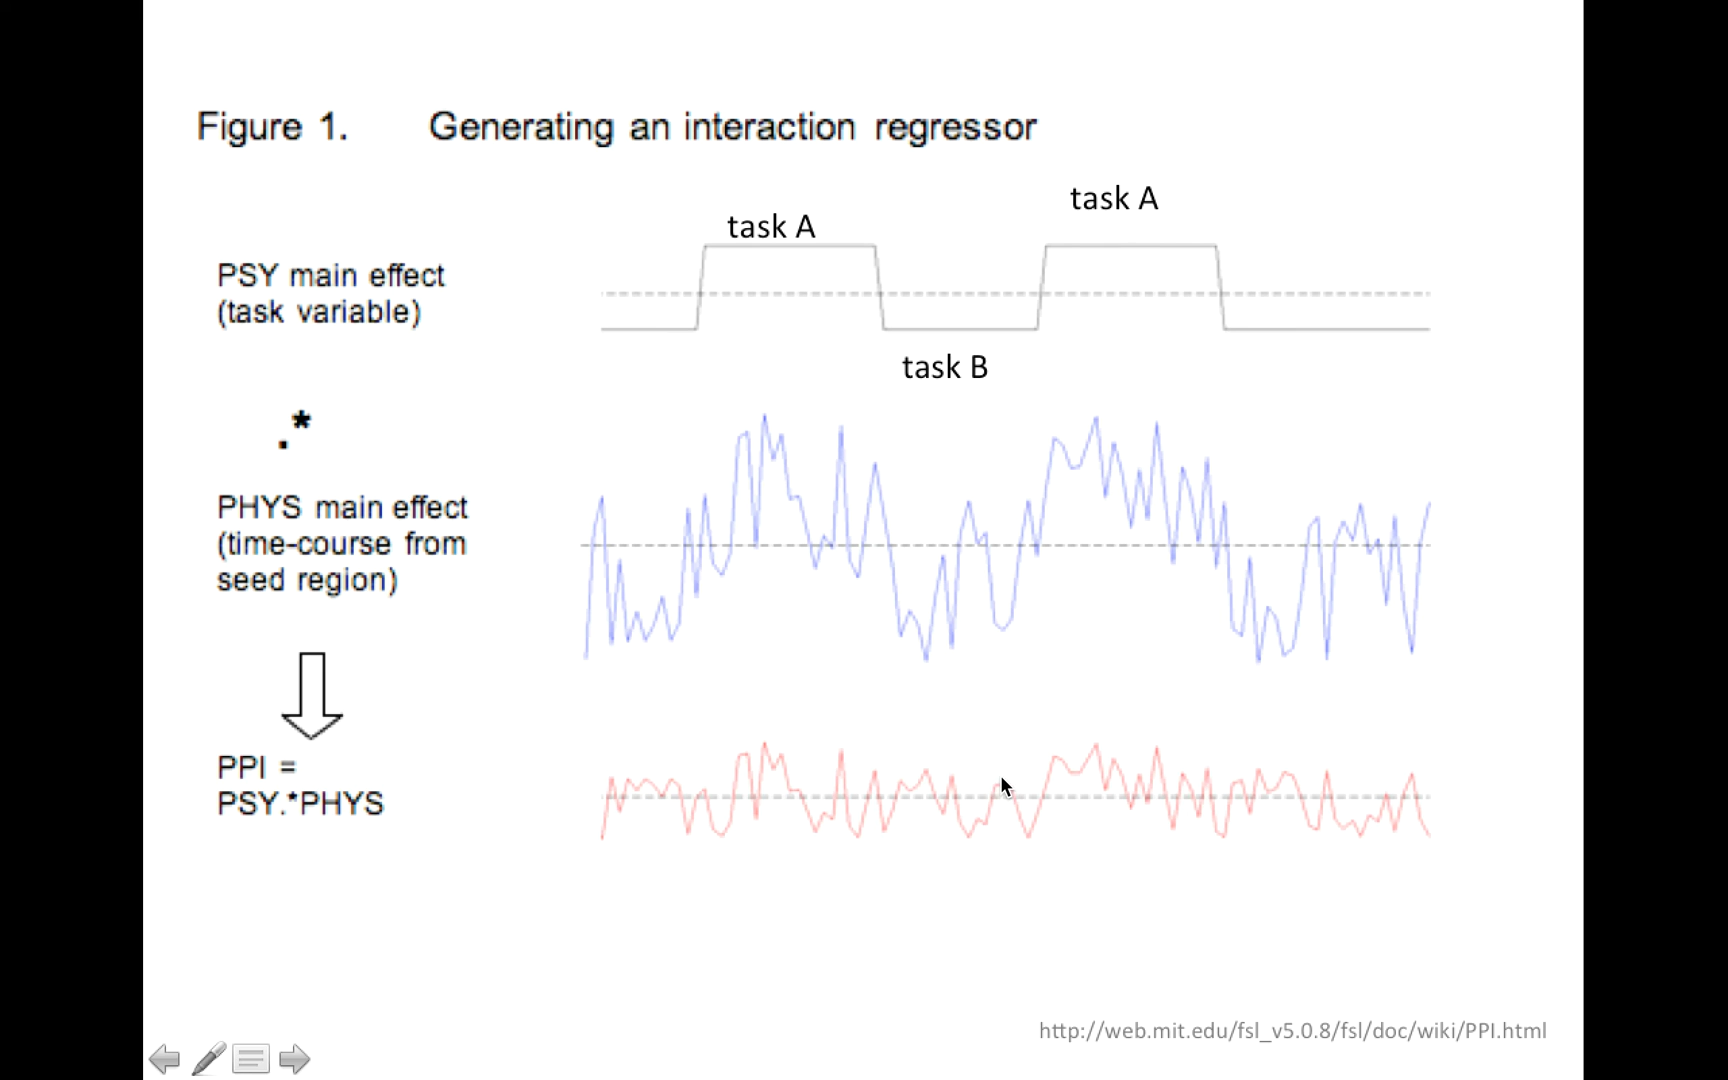 Figure 1. Generating an interaction regressor
task A
task A
PSY main effect
(task variable)
task B
.*
PHYS main effect
(time-course from
seed region)
PPI =
PSY.*PHYS
http://web.mit.edu/fsl_v5.0.8/fsl/doc/wiki/PPI.html